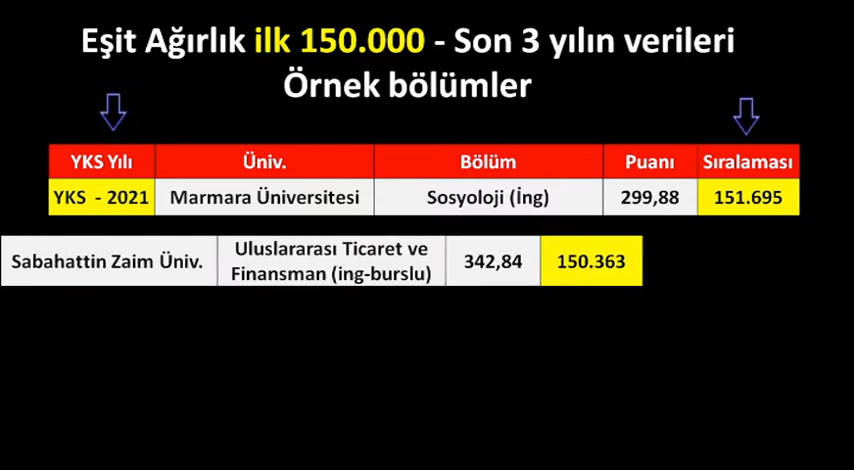 Eşit Ağırlık ilk 150.000 - Son 3 yılın verileri
Örnek bölümler
YKS Yılı Üniv. Bölüm Puanı Sıralaması
YKS - 2021 Marmara Üniversitesi Sosyoloji (İng) 299,88 151.695
Sabahattin Zaim Üniv. Uluslararası Ticaret ve Finansman (ing-burslu) 342,84 150.363